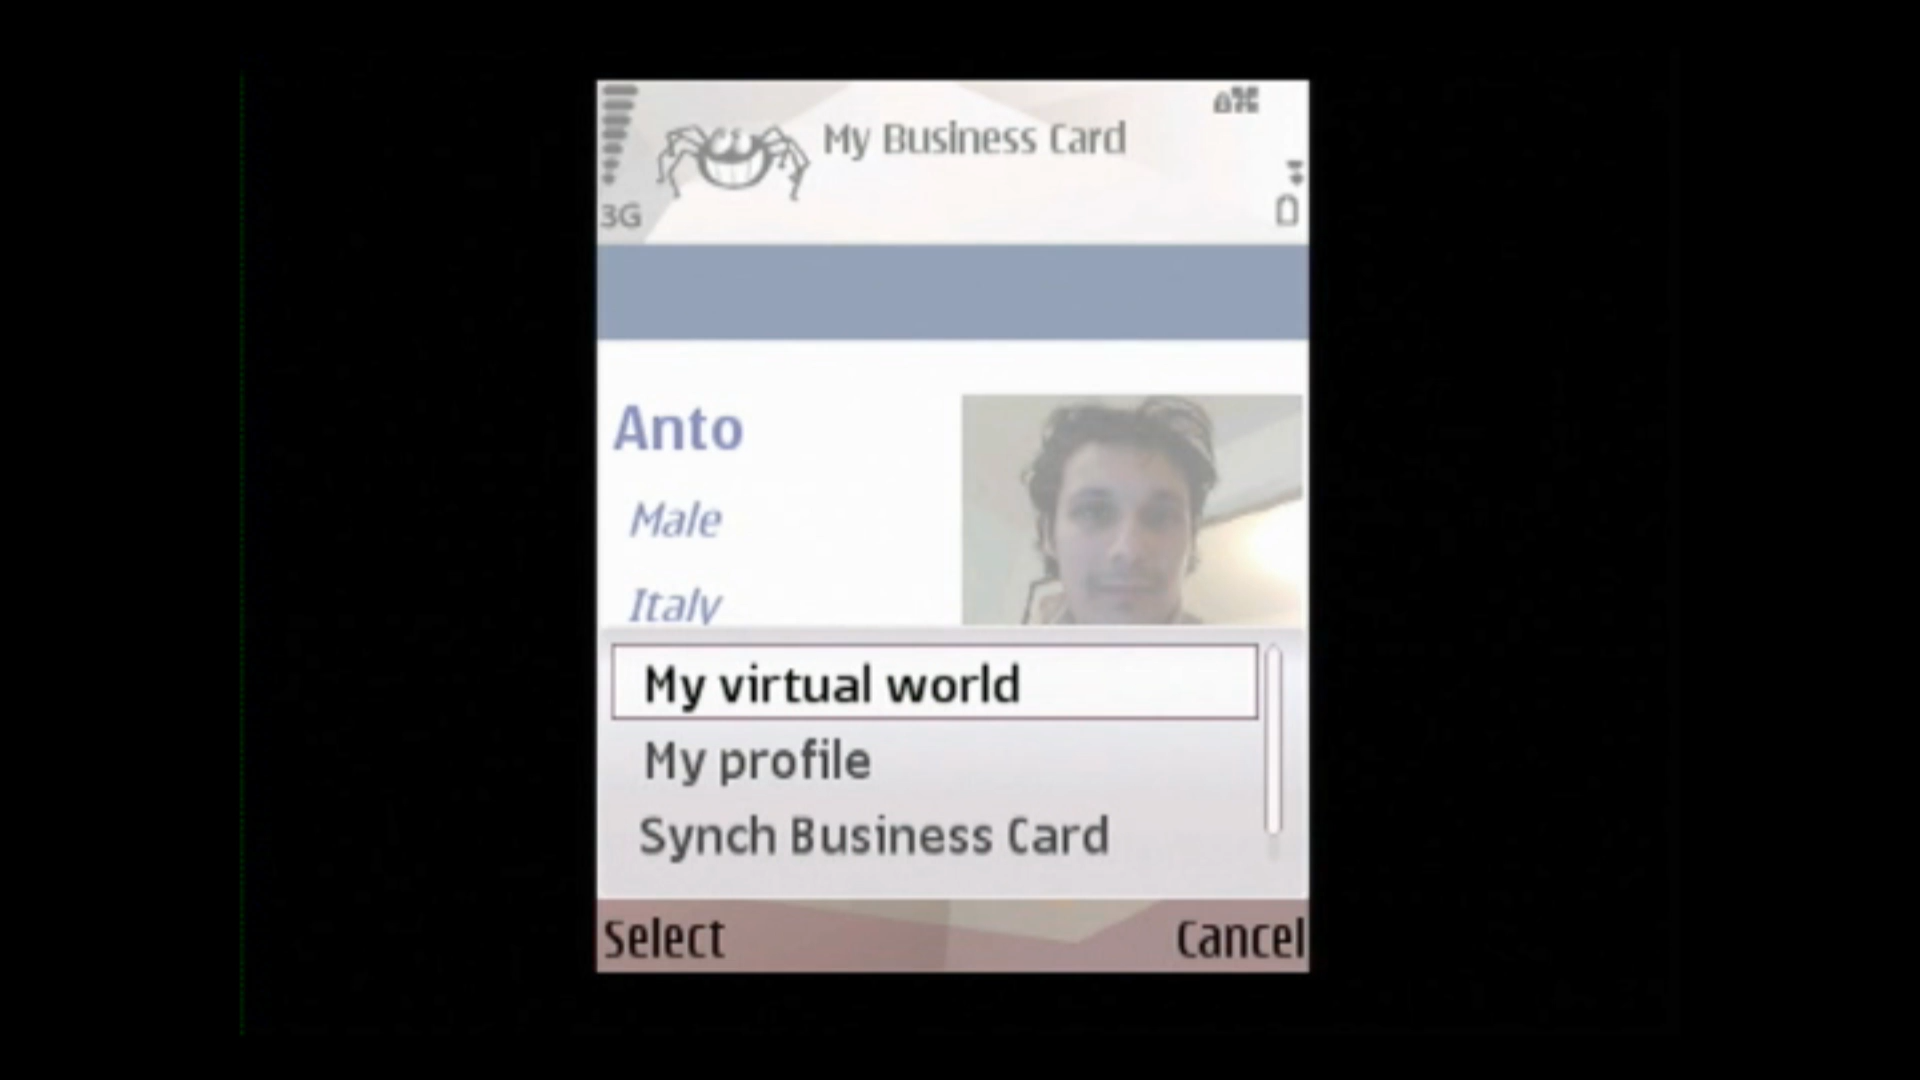 My Business Card
3G
Anto
Male
Italy
My virtual world
My profile
Synch Business Card
Select
Cancel